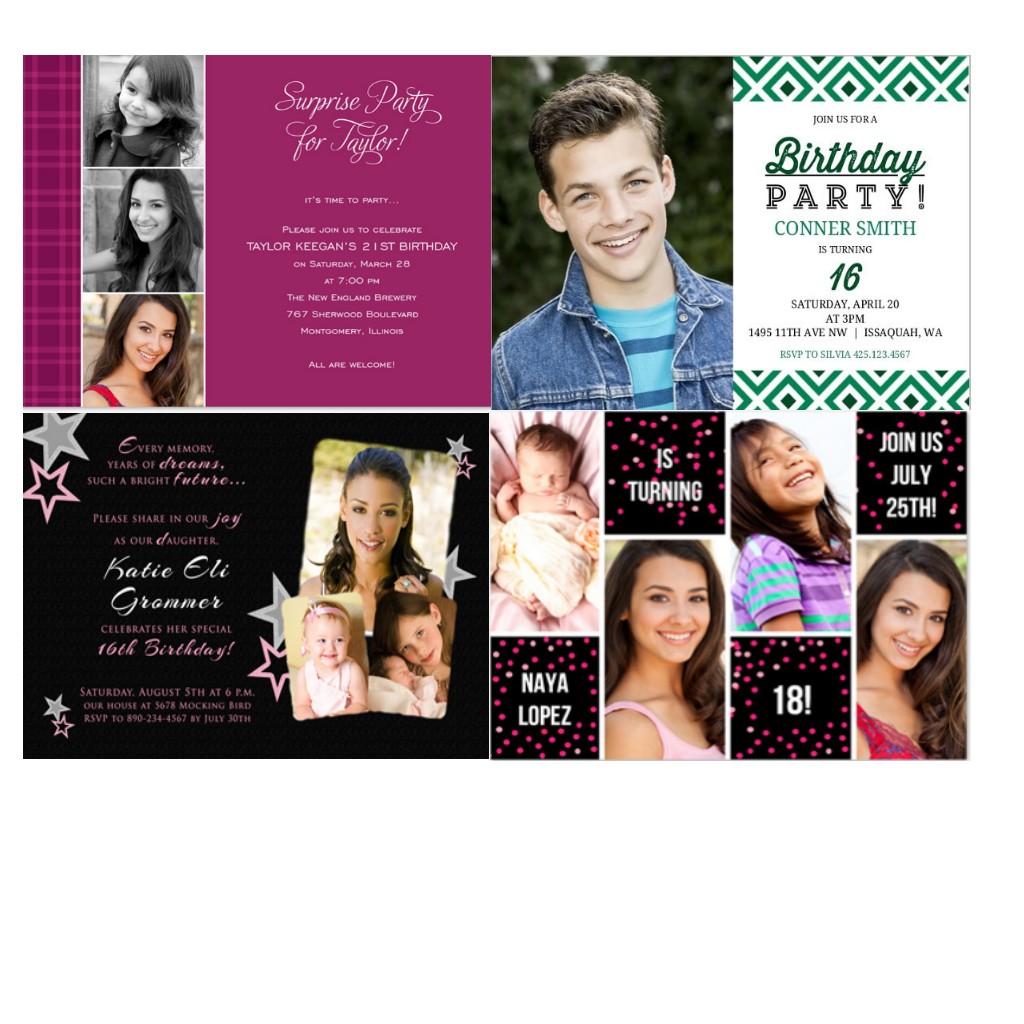 Surprise Party
for Taylor!
IT'S TIME TO PARTY...
PLEASE JOIN US TO CELEBRATE
TAYLOR KEEGAN'S 21ST BIRTHDAY
ON SATURDAY, MARCH 28
AT 7:00 PM
THE NEW ENGLAND BREWERY
767 SHERWOOD BOULEVARD
MONTGOMERY, ILLINOIS
ALL ARE WELCOME!
JOIN US FOR A
Birthday
PARTY!
CONNER SMITH
IS TURNING
16
SATURDAY, APRIL 20
AT 3PM
1495 11TH AVE NW | ISSAQUAH, WA
RSVP TO SILVIA 425.123.4567
EVERY MEMORY,
YEARS OF dreams,
SUCH A BRIGHT future...
PLEASE SHARE IN OUR joy
AS OUR DAUGHTER,
Katie Eli
Grommer
CELEBRATES HER SPECIAL
16th Birthday!
SATURDAY, AUGUST 5TH AT 6 P.M.
OUR HOUSE AT 5678 MOCKING BIRD
RSVP TO 890-234-4567 BY JULY 30TH
IS
TURNING
JOIN US
JULY
25TH!
NAYA
LOPEZ
18!